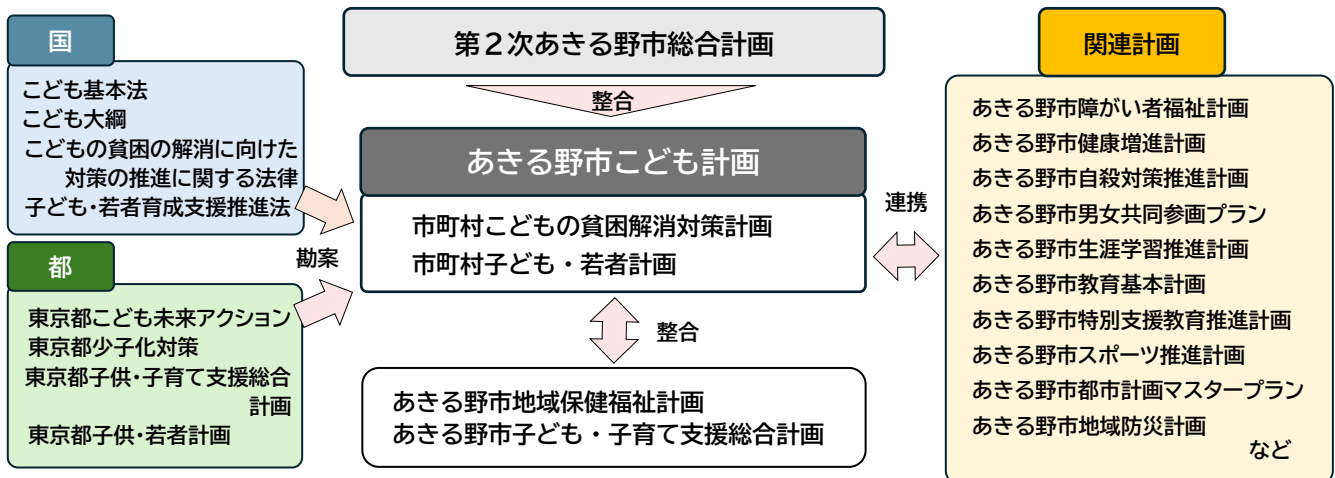 国
こども基本法
こども大綱
こどもの貧困の解消に向けた
対策の推進に関する法律
子ども・若者育成支援推進法
都
東京都こども未来アクション
東京都少子化対策
東京都子供・子育て支援総合
計画
東京都子供・若者計画
勘案
第２次あきる野市総合計画
整合
あきる野市こども計画
市町村こどもの貧困解消対策計画
市町村子ども・若者計画
整合
あきる野市地域保健福祉計画
あきる野市子ども・子育て支援総合計画
連携
関連計画
あきる野市障がい者福祉計画
あきる野市健康増進計画
あきる野市自殺対策推進計画
あきる野市男女共同参画プラン
あきる野市生涯学習推進計画
あきる野市教育基本計画
あきる野市特別支援教育推進計画
あきる野市スポーツ推進計画
あきる野市都市計画マスタープラン
あきる野市地域防災計画
など